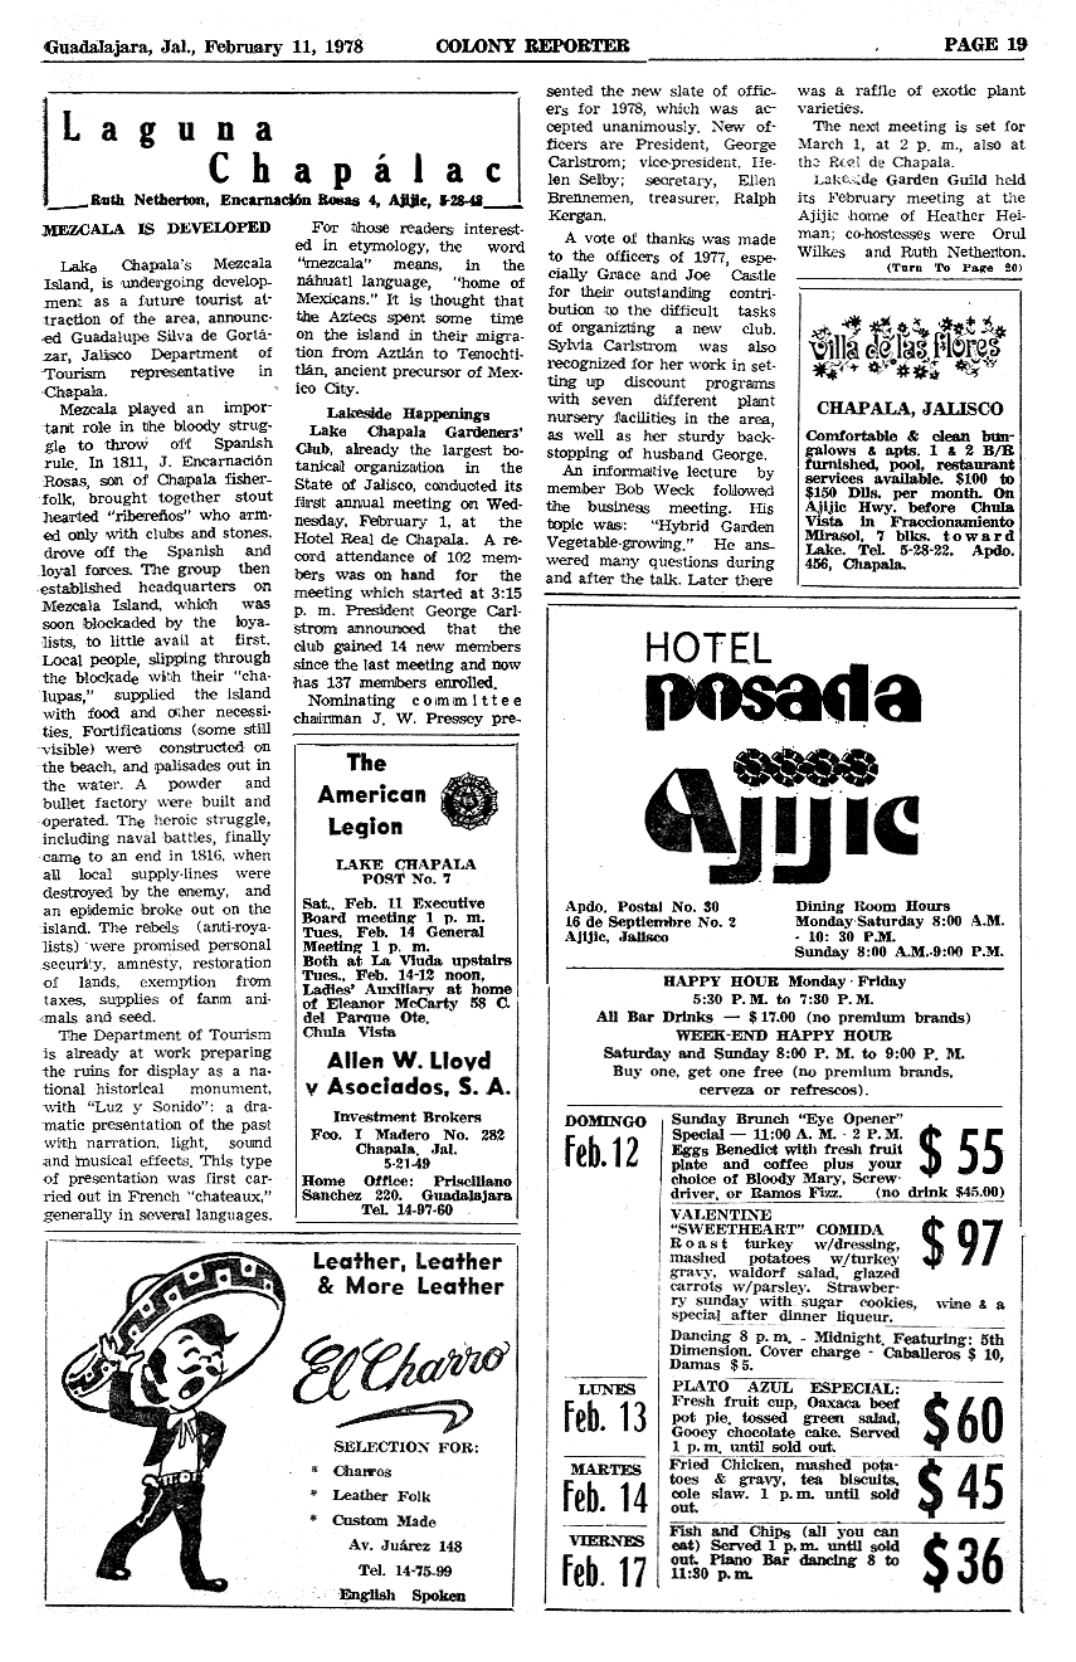 Guadalajara, Jal., February 11, 1978
COLONY REPORTER
PAGE 19
Laguna
Chapálac
Ruth Netherton, Encarnación Rosas 4, Ajijic, 5-28-48
MEZCALA IS DEVELOPED
Lake Chapala's Mezcala
Island, is undergoing develop-
ment as a future tourist at-
traction of the area, announc-
ed Guadalupe Silva de Gorlá-
zar, Jalisco Department of
Tourism representative in
Chapala.
Mezcala played an impor-
tant role in the bloody strug-
gle to throw off Spanish
rule. In 1811, J. Encarnación
Rosas, son of Chapala fisher-
folk, brought together stout
hearted "ribereños" who arm-
ed only with clubs and stones,
drove off the Spanish and
loyal forces. The group then
established headquarters on
Mezcala Island, which was
soon blockaded by the loya-
lists, to little avail at first.
Local people, slipping through
the blockade with their "cha-
lupas," supplied the island
with food and other necessi-
ties. Fortifications (some still
visible) were constructed on
the beach, and palisades out in
the water. A powder and
bullet factory were built and
operated. The heroic struggle,
including naval battles, finally
came to an end in 1816, when
all local supply-lines were
destroyed by the enemy, and
an epidemic broke out on the
island. The rebels (anti-roya-
lists) were promised personal
security, amnesty, restoration
of lands, exemption from
taxes, supplies of farm ani-
mals and seed.
The Department of Tourism
is already at work preparing
the ruins for display as a na-
tional historical monument,
with "Luz y Sonido": a dra-
matic presentation of the past
with narration, light, sound
and musical effects. This type
of presentation was first car-
ried out in French "chateaux,"
generally in several languages.
For those readers interest-
ed in etymology, the word
"mezcala" means, in the
náhuatl language, "home of
Mexicans." It is thought that
the Aztecs spent some time
on the island in their migra-
tion from Aztlán to Tenochti-
tlán, ancient precursor of Mex-
ico City.
Lakeside Happenings
Lake Chapala Gardeners'
Club, already the largest bo-
tanical organization in the
State of Jalisco, conducted its
first annual meeting on Wed-
nesday, February 1, at the
Hotel Real de Chapala. A re-
cord attendance of 102 mem-
bers was on hand for the
meeting which started at 3:15
p. m. President George Carl-
strom announced that the
club gained 14 new members
since the last meeting and now
has 137 members enrolled.
Nominating committee
chairman J. W. Pressey pre-
sented the new slate of offic-
ers for 1978, which was ac-
cepted unanimously. New of-
ficers are President, George
Carlstrom; vice-president, He-
len Selby; secretary, Ellen
Brennemen, treasurer, Ralph
Kergan.
A vote of thanks was made
to the officers of 1977, espe-
cially Grace and Joe Castle
for their outstanding contri-
bution to the difficult tasks
of organizting a new club.
Sylvia Carlstrom was also
recognized for her work in set-
ting up discount programs
with seven different plant
nursery facilities in the area,
as well as her sturdy back-
stopping of husband George.
An informative lecture by
member Bob Weck followed
the business meeting. His
topic was: "Hybrid Garden
Vegetable-growing." He ans-
wered many questions during
and after the talk. Later there
was a raffle of exotic plant
varieties.
The next meeting is set for
March 1, at 2 p. m., also at
the Real de Chapala.
Lakeside Garden Guild held
its February meeting at the
Ajijic home of Heather Hei-
man; co-hostesses were Orul
Wilkes and Ruth Netherton.
(Turn To Page 20)
Villa de las flores
CHAPALA, JALISCO
Comfortable & clean bun-
galows & apts. 1 & 2 B/R
furnished, pool, restaurant
services available. $100 to
$150 Dlls. per month. On
Ajijic Hwy. before Chula
Vista in Fraccionamiento
Mirasol, 7 blks. toward
Lake. Tel. 5-28-22. Apdo.
456, Chapala.
The
American
Legion
LAKE CHAPALA
POST No. 7
Sat., Feb. 11 Executive
Board meeting 1 p. m.
Tues. Feb. 14 General
Meeting 1 p. m.
Both at La Viuda upstairs
Tues., Feb. 14-12 noon,
Ladies' Auxiliary at home
of Eleanor McCarty 58 C.
del Parque Ote.
Chula Vista
Allen W. Lloyd
y Asociados, S. A.
Investment Brokers
Fco. I Madero No. 282
Chapala, Jal.
5-21-49
Home Office: Prisciliano
Sanchez 220. Guadalajara
Tel. 14-97-60
Leather, Leather
& More Leather
El Charro
SELECTION FOR:
* Charros
* Leather Folk
* Custom Made
Av. Juárez 148
Tel. 14-75-99
English Spoken
HOTEL
posada
Ajijic
Apdo. Postal No. 30
16 de Septiembre No. 2
Ajijic, Jalisco
Dining Room Hours
Monday-Saturday 8:00 A.M.
- 10: 30 P.M.
Sunday 8:00 A.M.-9:00 P.M.
HAPPY HOUR Monday - Friday
5:30 P. M. to 7:30 P. M.
All Bar Drinks — $17.00 (no premium brands)
WEEK-END HAPPY HOUR
Saturday and Sunday 8:00 P. M. to 9:00 P. M.
Buy one, get one free (no premium brands,
cerveza or refrescos).
DOMINGO
Feb. 12
Sunday Brunch "Eye Opener"
Special — 11:00 A. M. - 2 P. M.
Eggs Benedict with fresh fruit
plate and coffee plus your
choice of Bloody Mary, Screw-
driver, or Ramos Fizz. (no drink $45.00)
$55
VALENTINE
"SWEETHEART" COMIDA
Roast turkey w/dressing,
mashed potatoes w/turkey
gravy, waldorf salad, glazed
carrots w/parsley. Strawber-
ry sunday with sugar cookies, wine & a
special after dinner liqueur.
$97
Dancing 8 p. m. - Midnight. Featuring: 5th
Dimension. Cover charge - Caballeros $ 10,
Damas $5.
LUNES
Feb. 13
PLATO AZUL ESPECIAL:
Fresh fruit cup, Oaxaca beef
pot pie, tossed green salad,
Gooey chocolate cake. Served
1 p. m. until sold out.
$60
MARTES
Feb. 14
Fried Chicken, mashed pota-
toes & gravy, tea biscuits,
cole slaw. 1 p. m. until sold
out.
$45
VIERNES
Feb. 17
Fish and Chips (all you can
eat) Served 1 p. m. until sold
out. Piano Bar dancing 8 to
11:30 p. m.
$36